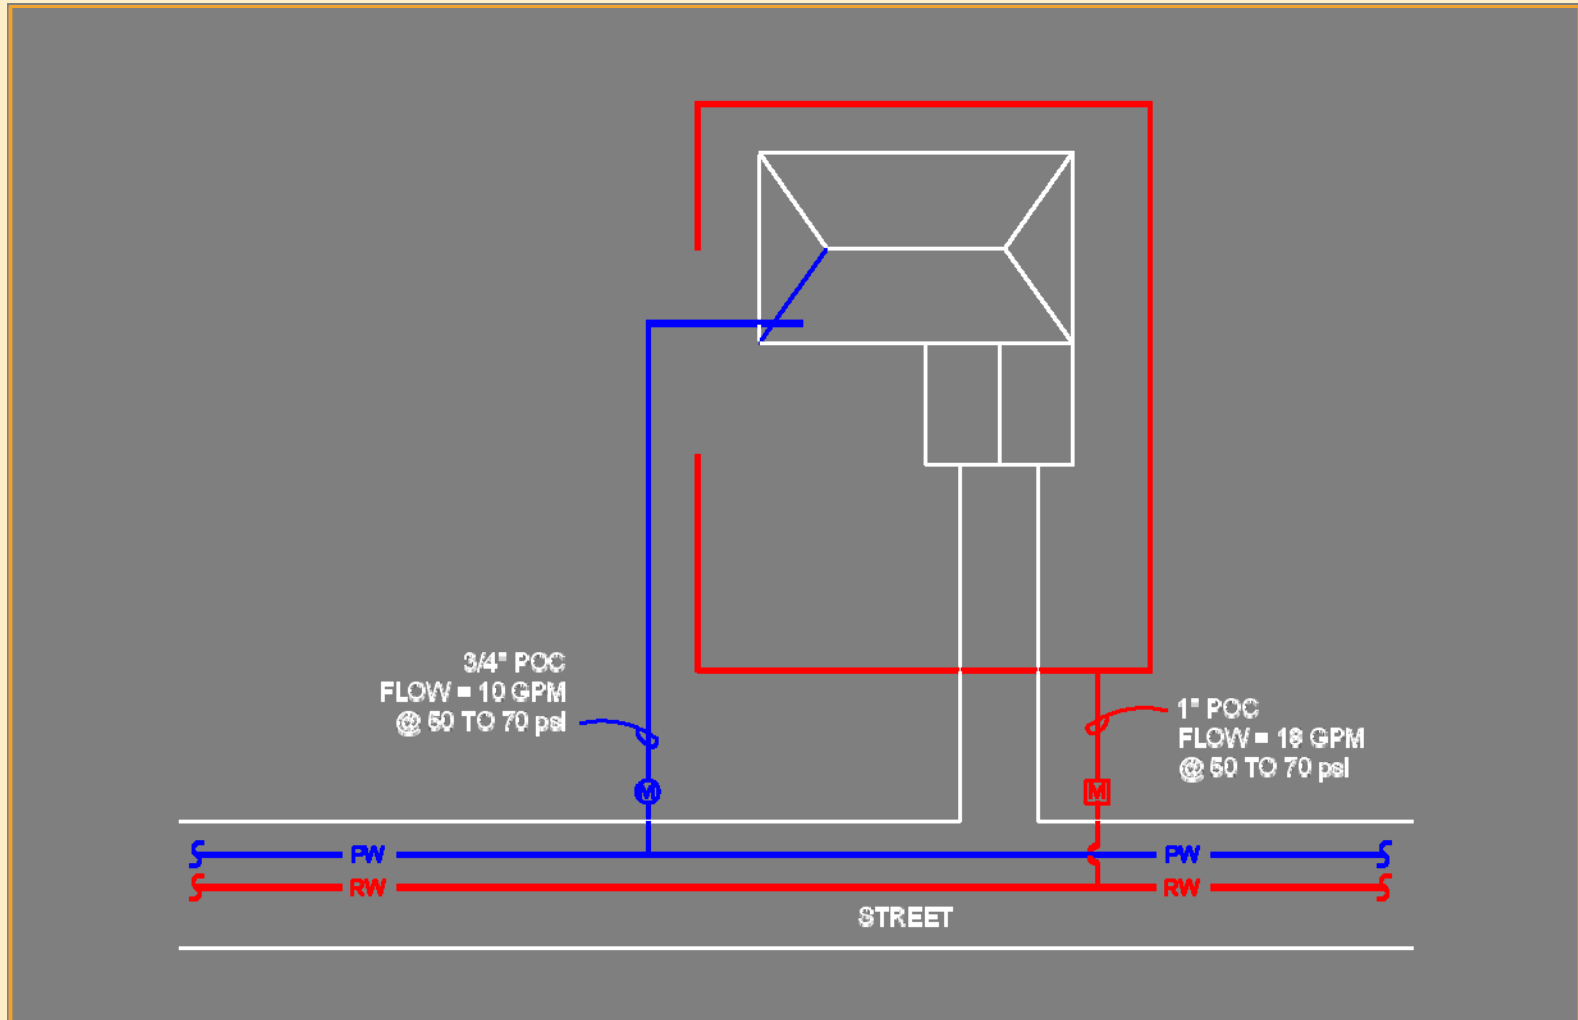 3/4" POC
FLOW = 10 GPM
@ 50 TO 70 psi
1" POC
FLOW = 18 GPM
@ 50 TO 70 psi
M
M
PW
PW
RW
RW
STREET